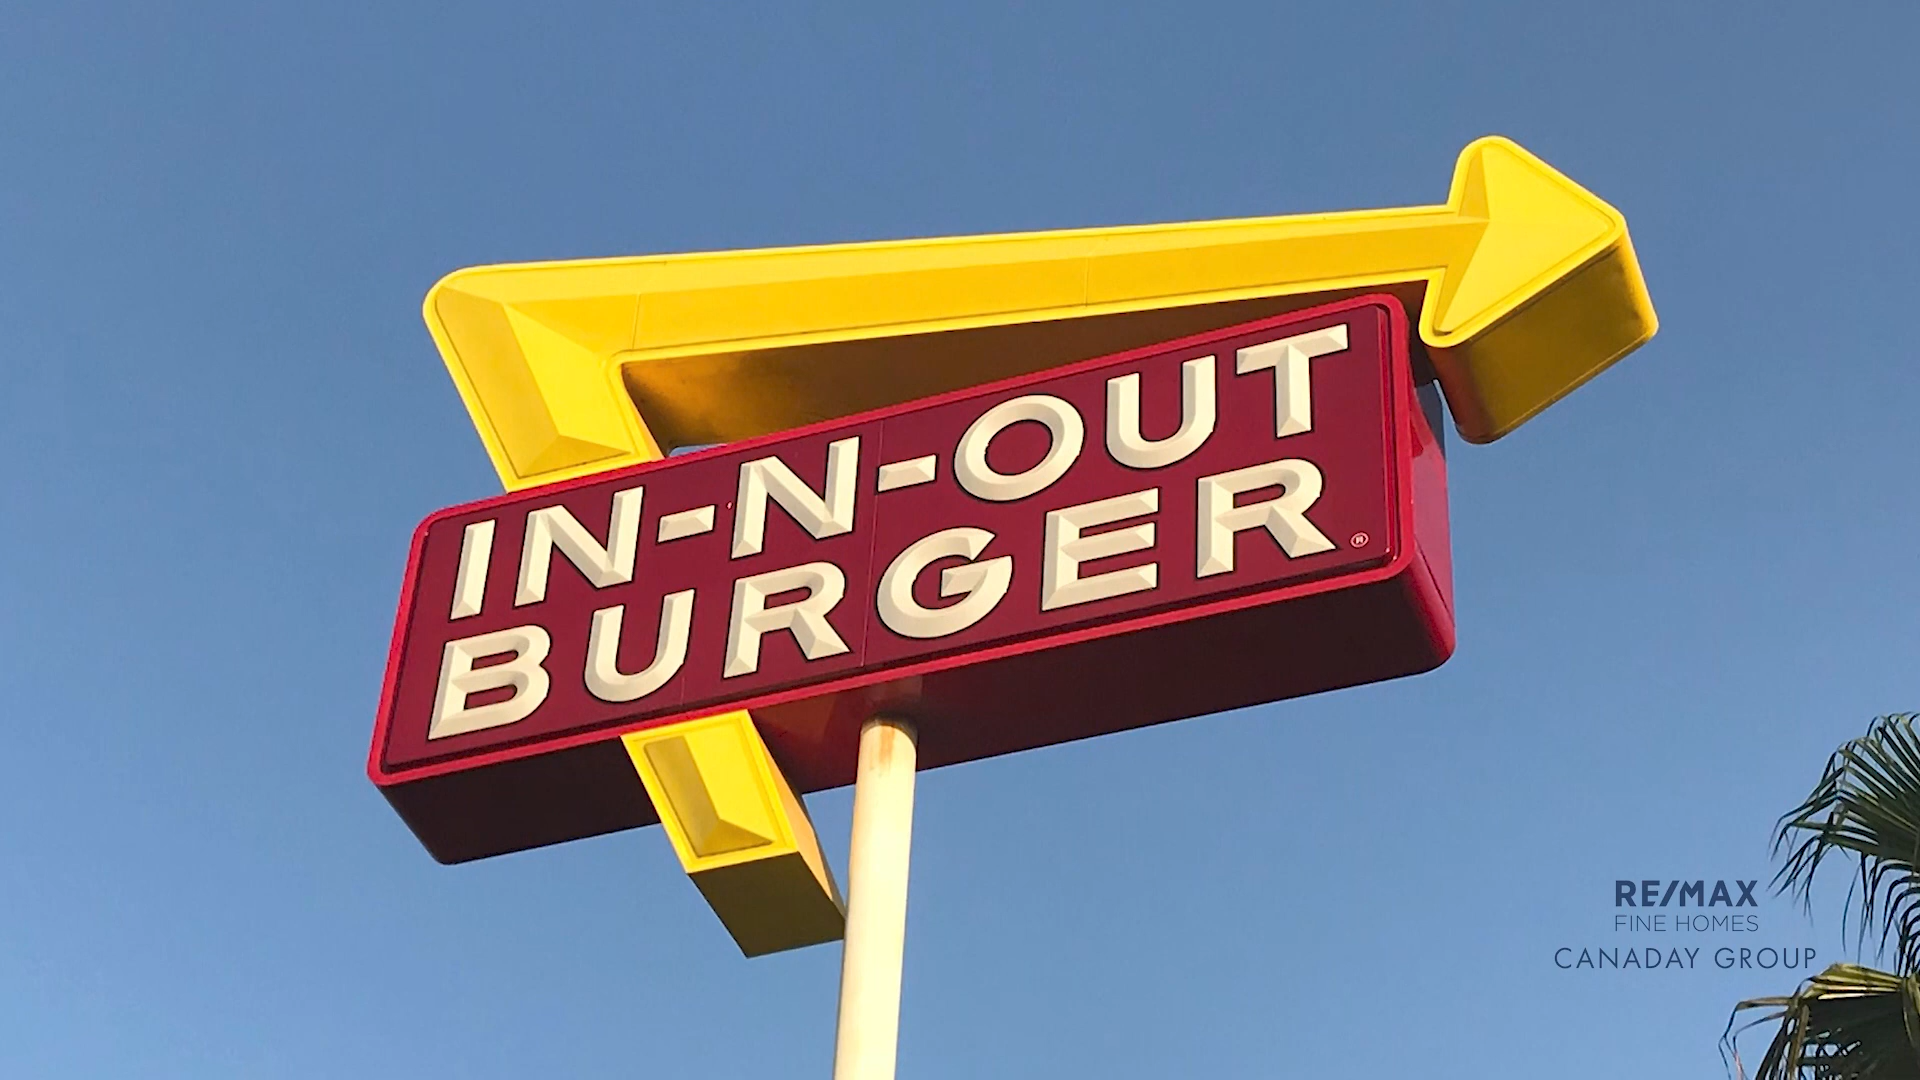 IN-N-OUT
BURGER
®
RE/MAX
FINE HOMES
CANADAY GROUP